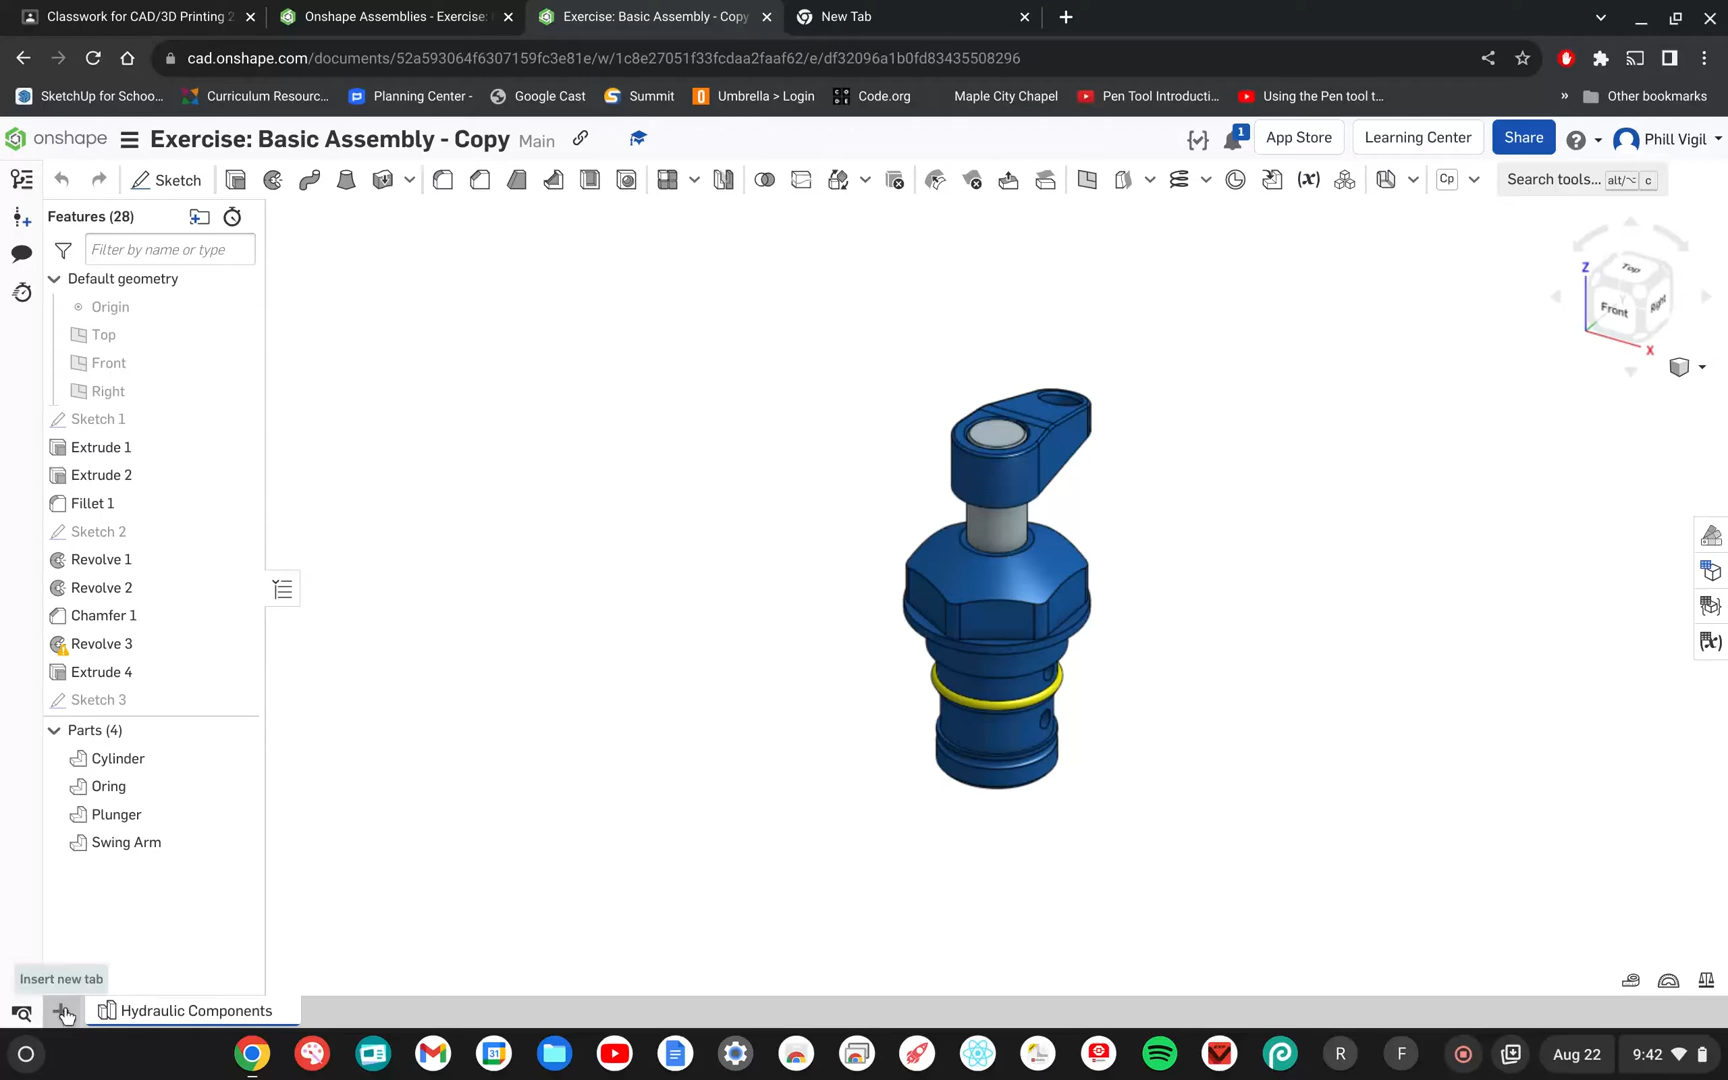 Classwork for CAD/3D Printing 2
Onshape Assemblies - Exercise:
Exercise: Basic Assembly - Copy
New Tab
cad.onshape.com/documents/52a593064f6307159fc3e81e/w/1c8e27051f33fcdaa2faaf62/e/df32096a1b0fd83435508296
SketchUp for Schoo...
Curriculum Resourc...
Planning Center -
Google Cast
Summit
Umbrella > Login
Code.org
Maple City Chapel
Pen Tool Introducti...
Using the Pen tool t...
»
Other bookmarks
onshape
Exercise: Basic Assembly - Copy
Main
1
App Store
Learning Center
Share
Phill Vigil
Sketch
(x)
Cp
Search tools...
alt/⌥
c
Features (28)
Filter by name or type
Default geometry
Origin
Top
Front
Right
Sketch 1
Extrude 1
Extrude 2
Fillet 1
Sketch 2
Revolve 1
Revolve 2
Chamfer 1
Revolve 3
Extrude 4
Sketch 3
Parts (4)
Cylinder
Oring
Plunger
Swing Arm
Z
Top
Front
Right
X
(x)
Insert new tab
Hydraulic Components
31
R
F
Aug 22
9:42